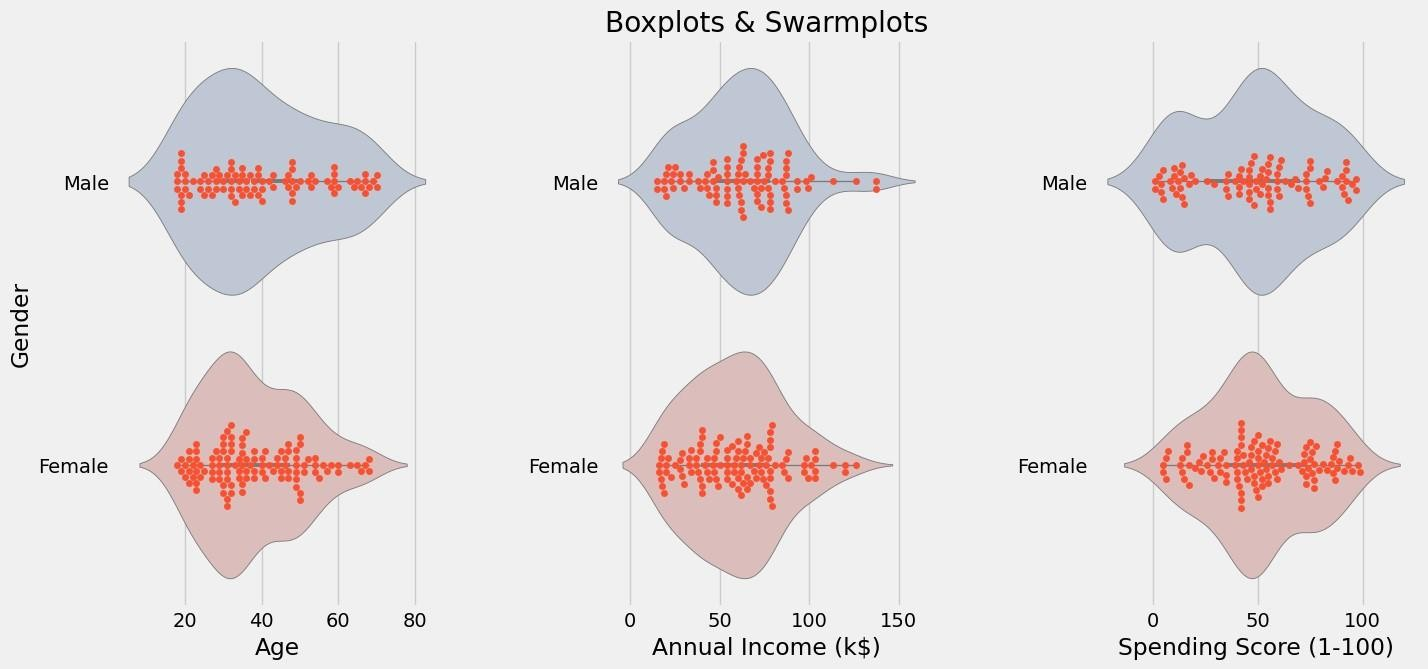 Boxplots & Swarmplots
Gender
Male
Female
20 40 60 80
Age
Male
Female
0 50 100 150
Annual Income (k$)
Male
Female
0 50 100
Spending Score (1-100)